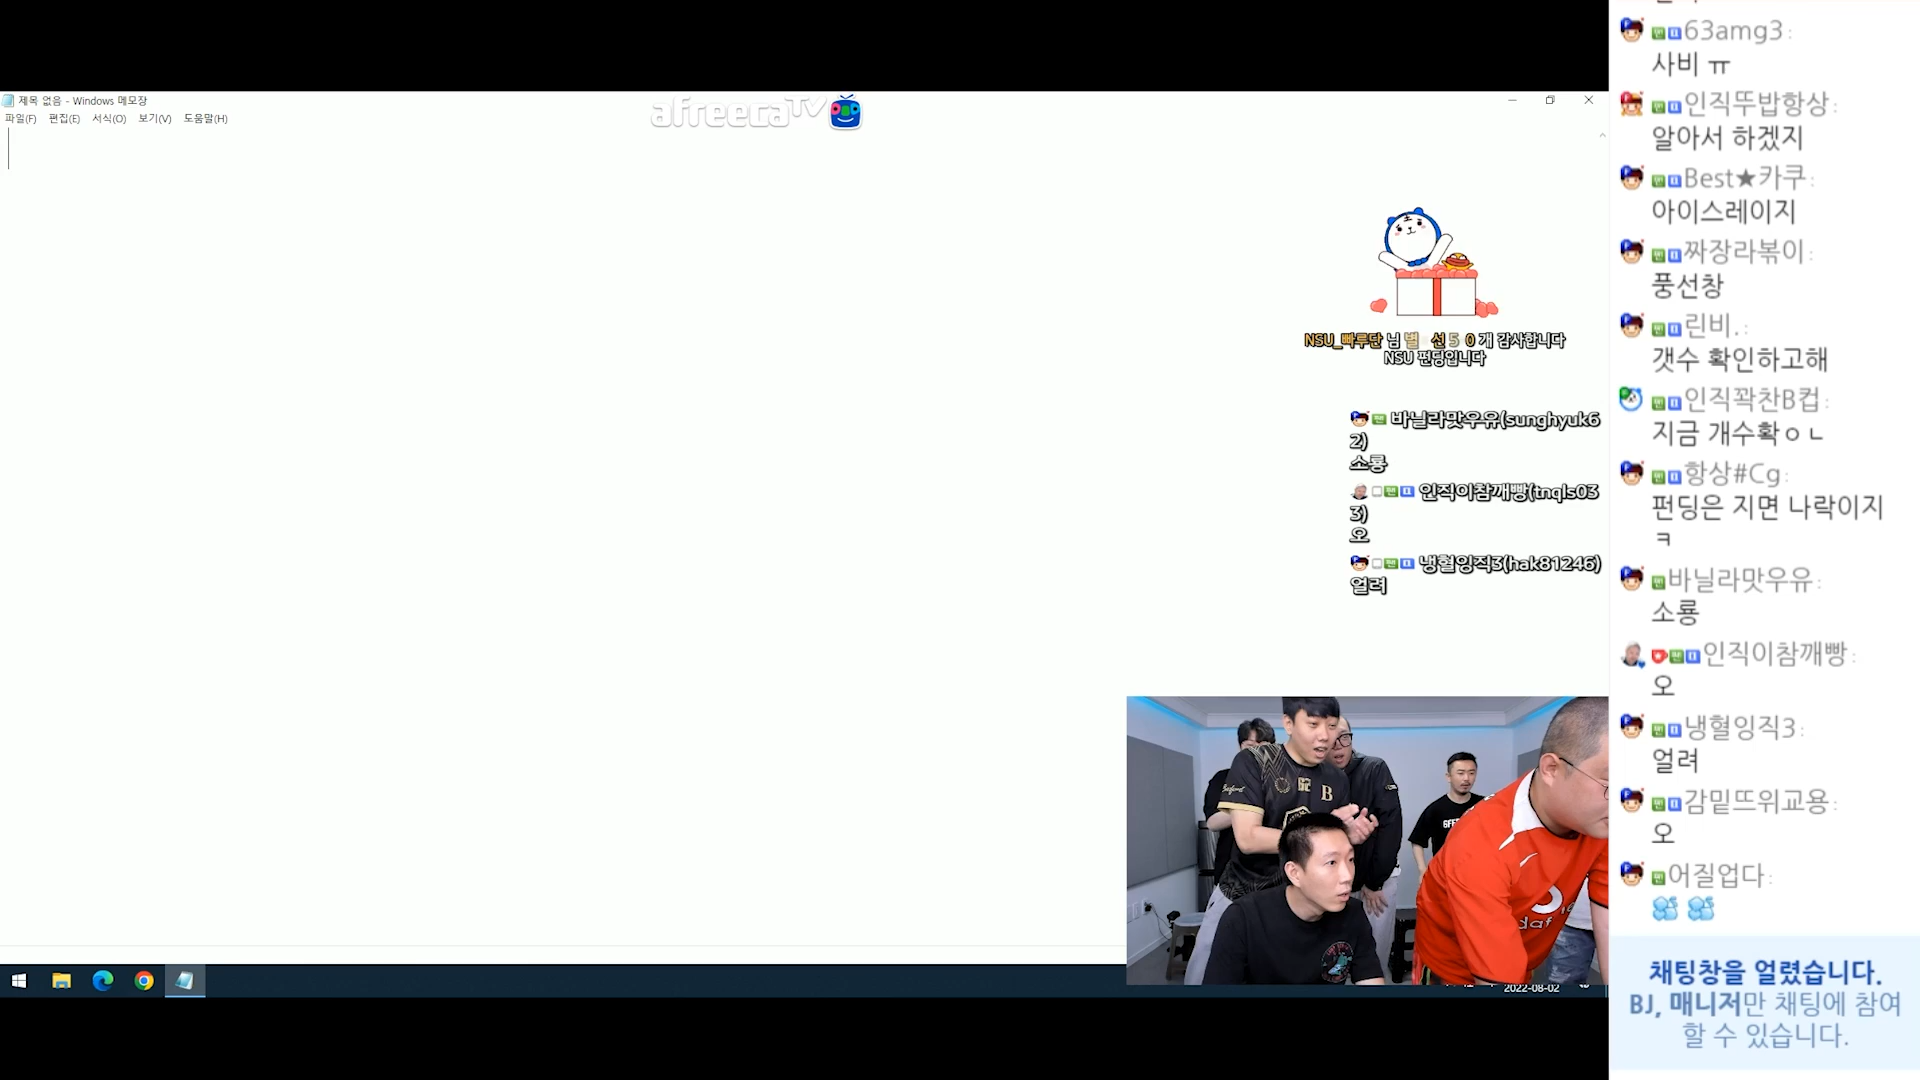 제목 없음 - Windows 메모장
파일(F) 편집(E) 서식(O) 보기(V) 도움말(H)
afreecaTV
NSU_빠루단 님 별 선 5 0 개 감사합니다
NSU 펀딩입니다
바닐라맛우유(sunghyuk6
2)
소룡
인직이참깨빵(tnqls03
3)
오
냉혈잉직3(hak81246)
얼려
B
2022-08-02
63amg3:
사비 ㅠ
인직뚜밥항상:
알아서 하겠지
Best★카쿠:
아이스레이지
짜장라볶이:
풍선창
린비.:
갯수 확인하고해
인직꽉찬B컵:
지금 개수확ㅇㄴ
항상#Cg:
펀딩은 지면 나락이지
ㅋ
바닐라맛우유:
소룡
인직이참깨빵:
오
냉혈잉직3:
얼려
감밑뜨위교용:
오
어질업다:
채팅창을 얼렸습니다.
BJ, 매니저만 채팅에 참여
할 수 있습니다.